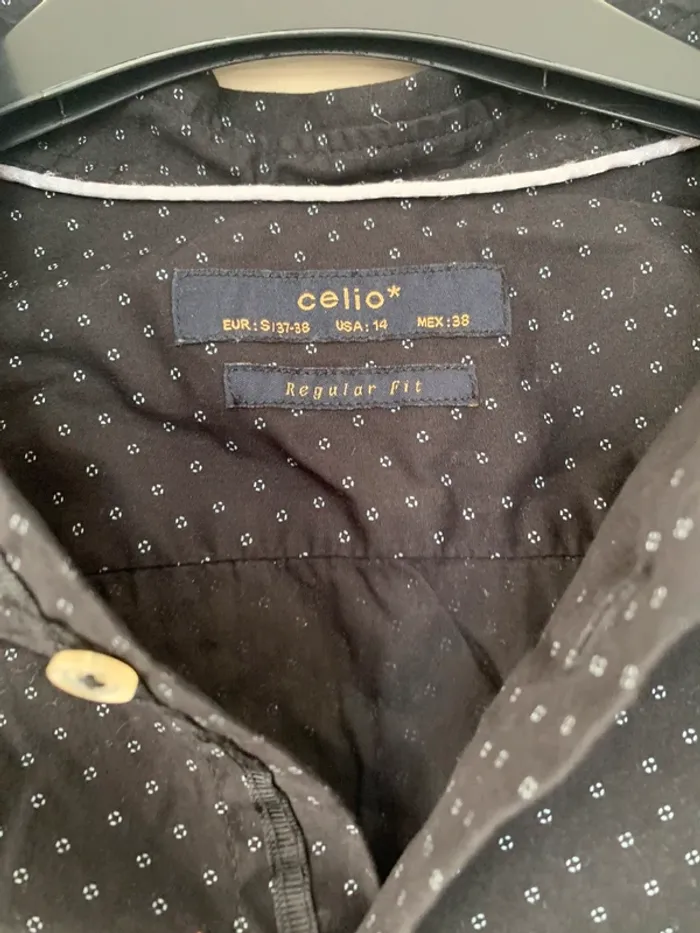 celio*
EUR:S/37-38 USA:14 MEX:38
Regular Fit